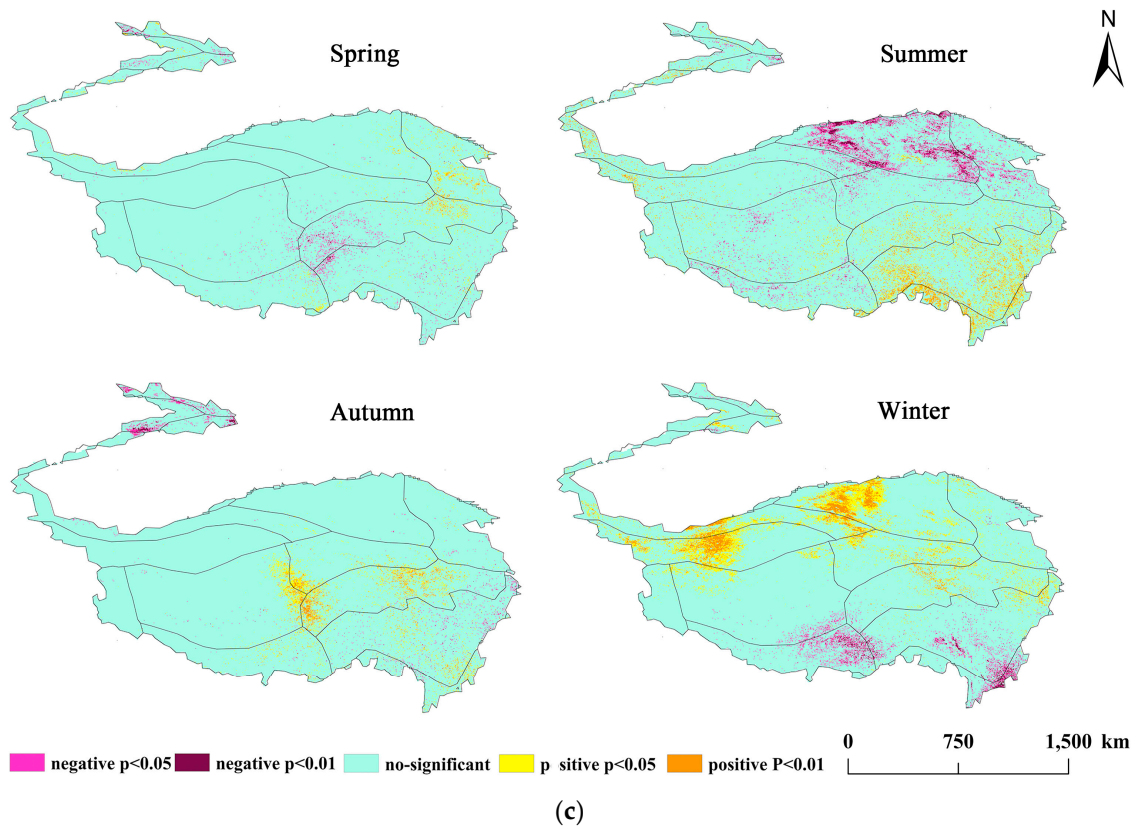 N
Spring
Summer
Autumn
Winter
0 750 1,500 km
negative p<0.05 negative p<0.01 no-significant p sitive p<0.05 positive P<0.01
(c)